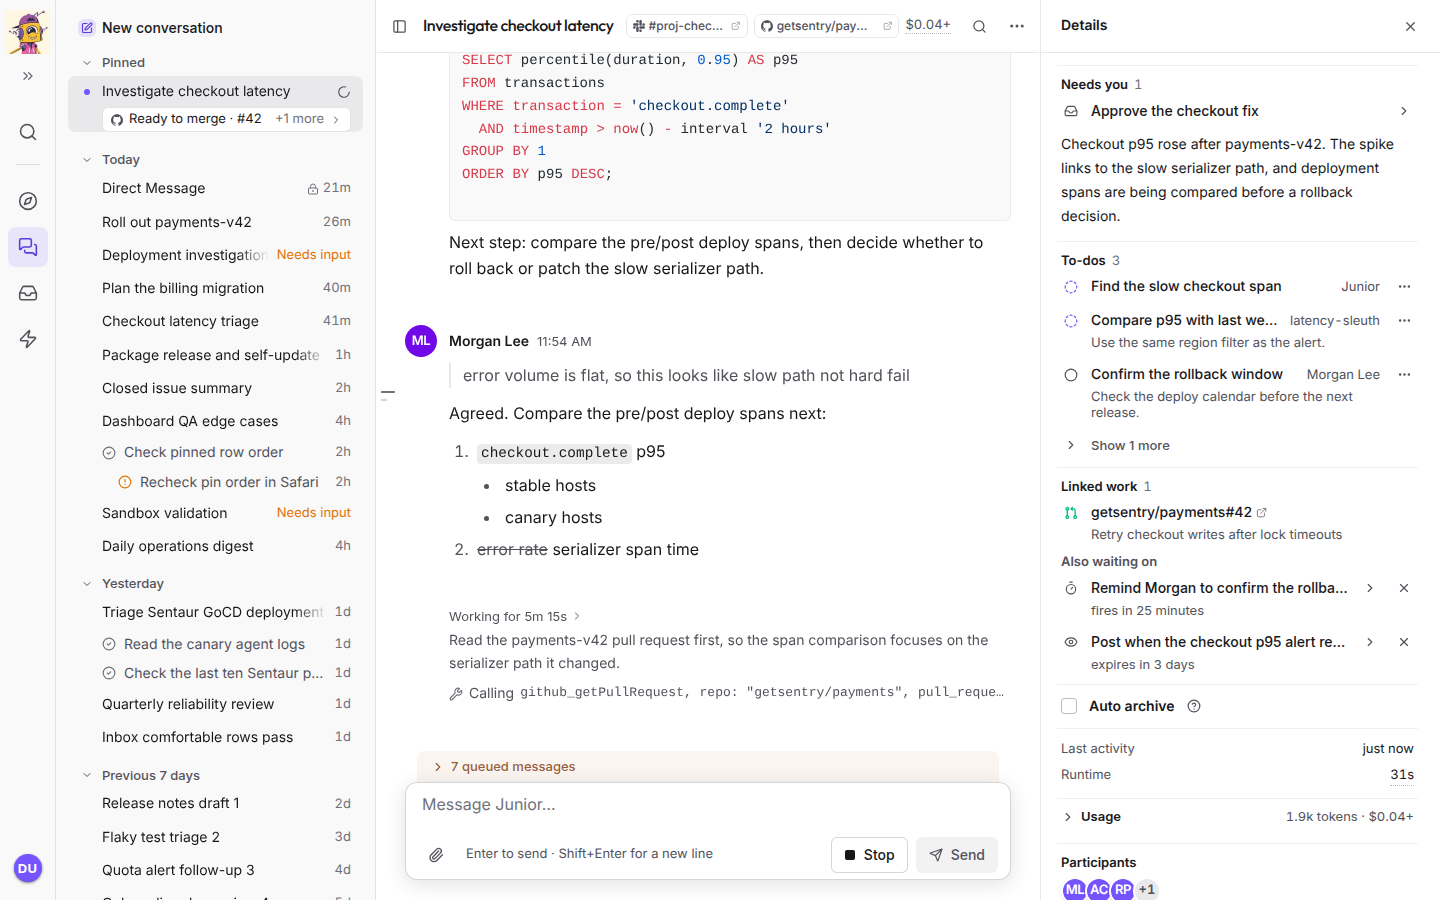 New conversation
Pinned
Investigate checkout latency
Ready to merge · #42 +1 more
Today
Direct Message 21m
Roll out payments-v42 26m
Deployment investigation Needs input
Plan the billing migration 40m
Checkout latency triage 41m
Package release and self-update 1h
Closed issue summary 2h
Dashboard QA edge cases 4h
Check pinned row order 2h
Recheck pin order in Safari 2h
Sandbox validation Needs input
Daily operations digest 4h
Yesterday
Triage Sentaur GoCD deployment 1d
Read the canary agent logs 1d
Check the last ten Sentaur p... 1d
Quarterly reliability review 1d
Inbox comfortable rows pass 1d
Previous 7 days
Release notes draft 1 2d
Flaky test triage 2 3d
Quota alert follow-up 3 4d
DU
Investigate checkout latency #proj-chec... getsentry/pay... $0.04+
SELECT percentile(duration, 0.95) AS p95
FROM transactions
WHERE transaction = 'checkout.complete'
AND timestamp > now() - interval '2 hours'
GROUP BY 1
ORDER BY p95 DESC;
Next step: compare the pre/post deploy spans, then decide whether to
roll back or patch the slow serializer path.
ML Morgan Lee 11:54 AM
error volume is flat, so this looks like slow path not hard fail
Agreed. Compare the pre/post deploy spans next:
1. checkout.complete p95
• stable hosts
• canary hosts
2. error rate serializer span time
Working for 5m 15s
Read the payments-v42 pull request first, so the span comparison focuses on the
serializer path it changed.
Calling github_getPullRequest, repo: "getsentry/payments", pull_reque...
7 queued messages
Message Junior...
Enter to send · Shift+Enter for a new line
Stop
Send
Details
Needs you 1
Approve the checkout fix
Checkout p95 rose after payments-v42. The spike
links to the slow serializer path, and deployment
spans are being compared before a rollback
decision.
To-dos 3
Find the slow checkout span Junior
Compare p95 with last we... latency-sleuth
Use the same region filter as the alert.
Confirm the rollback window Morgan Lee
Check the deploy calendar before the next
release.
Show 1 more
Linked work 1
getsentry/payments#42
Retry checkout writes after lock timeouts
Also waiting on
Remind Morgan to confirm the rollba...
fires in 25 minutes
Post when the checkout p95 alert re...
expires in 3 days
Auto archive
Last activity just now
Runtime 31s
Usage 1.9k tokens · $0.04+
Participants
ML AC RP +1